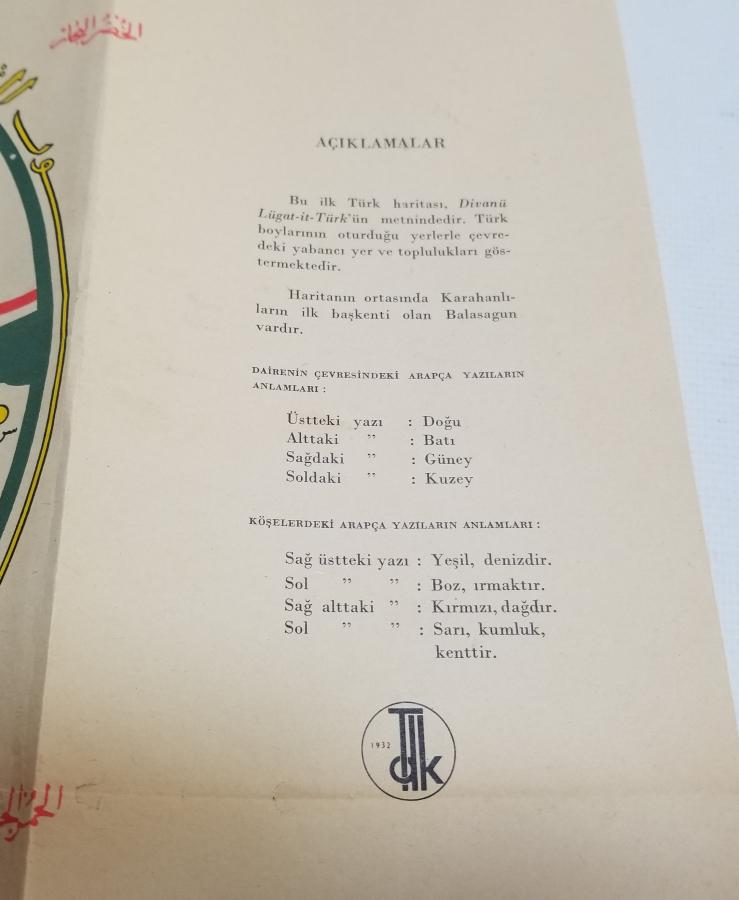 AÇIKLAMALAR
Bu ilk Türk haritası, Divanü
Lûgat-it-Türk'ün metnindedir. Türk
boylarının oturduğu yerlerle çevre-
deki yabancı yer ve toplulukları gös-
termektedir.
Haritanın ortasında Karahanlı-
ların ilk başkenti olan Balasagun
vardır.
DAİRENİN ÇEVRESİNDEKİ ARAPÇA YAZILARIN
ANLAMLARI :
Üstteki yazı : Doğu
Alttaki ” : Batı
Sağdaki ” : Güney
Soldaki ” : Kuzey
KÖŞELERDEKİ ARAPÇA YAZILARIN ANLAMLARI :
Sağ üstteki yazı : Yeşil, denizdir.
Sol ” ” : Boz, ırmaktır.
Sağ alttaki ” : Kırmızı, dağdır.
Sol ” ” : Sarı, kumluk,
kenttir.
1932
Tdk